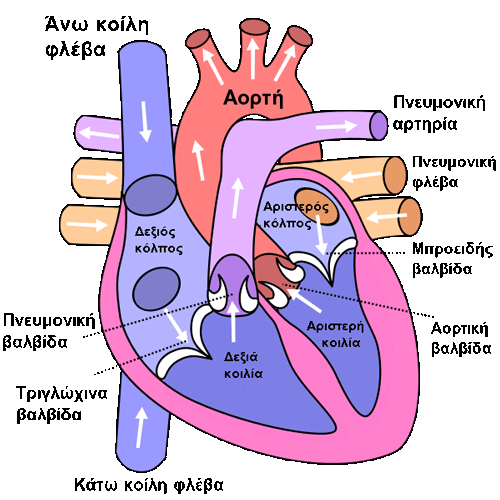 Άνω κοίλη
φλέβα
Αορτή
Πνευμονική
αρτηρία
Πνευμονική
φλέβα
Αριστερός
κόλπος
Δεξιός
κόλπος
Μπροειδής
βαλβίδα
Πνευμονική
βαλβίδα
Αριστερή
κοιλία
Αορτική
βαλβίδα
Δεξιά
κοιλία
Τριγλώχινα
βαλβίδα
Κάτω κοίλη φλέβα